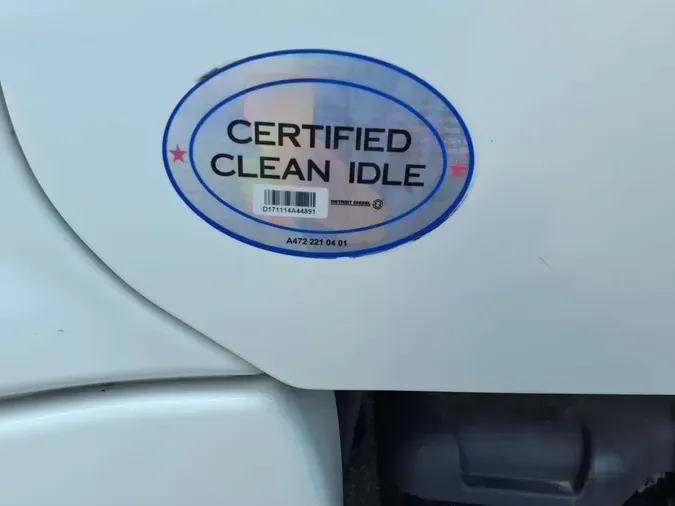 CERTIFIED
CLEAN IDLE
D171114A44891
DETROIT DIESEL
A472 221 04 01